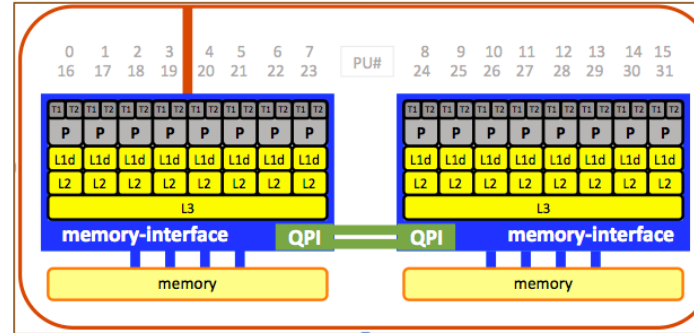 0 1 2 3 4 5 6 7 PU# 8 9 10 11 12 13 14 15
16 17 18 19 20 21 22 23 24 25 26 27 28 29 30 31
T1 T2 T1 T2 T1 T2 T1 T2 T1 T2 T1 T2 T1 T2 T1 T2 T1 T2 T1 T2 T1 T2 T1 T2 T1 T2 T1 T2 T1 T2 T1 T2
P P P P P P P P P P P P P P P P
L1d L1d L1d L1d L1d L1d L1d L1d L1d L1d L1d L1d L1d L1d L1d L1d
L2 L2 L2 L2 L2 L2 L2 L2 L2 L2 L2 L2 L2 L2 L2 L2
L3 L3
memory-interface QPI QPI memory-interface
memory memory